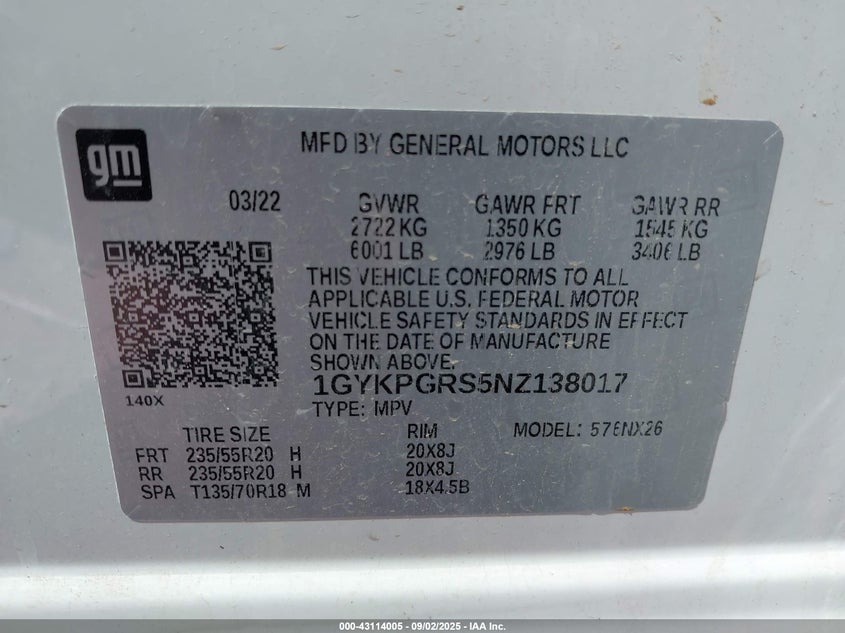 gm
MFD BY GENERAL MOTORS LLC
03/22 GVWR GAWR FRT GAWR RR
2722 KG 1350 KG 1545 KG
6001 LB 2976 LB 3406 LB
THIS VEHICLE CONFORMS TO ALL
APPLICABLE U.S. FEDERAL MOTOR
VEHICLE SAFETY STANDARDS IN EFFECT
ON THE DATE OF MANUFACTURE
SHOWN ABOVE.
1GYKPGRS5NZ138017
140X
TYPE: MPV
TIRE SIZE RIM MODEL: 576NX26
FRT 235/55R20 H 20X8J
RR 235/55R20 H 20X8J
SPA T135/70R18 M 18X4.5B
000-43114005 - 09/02/2025 - IAA Inc.